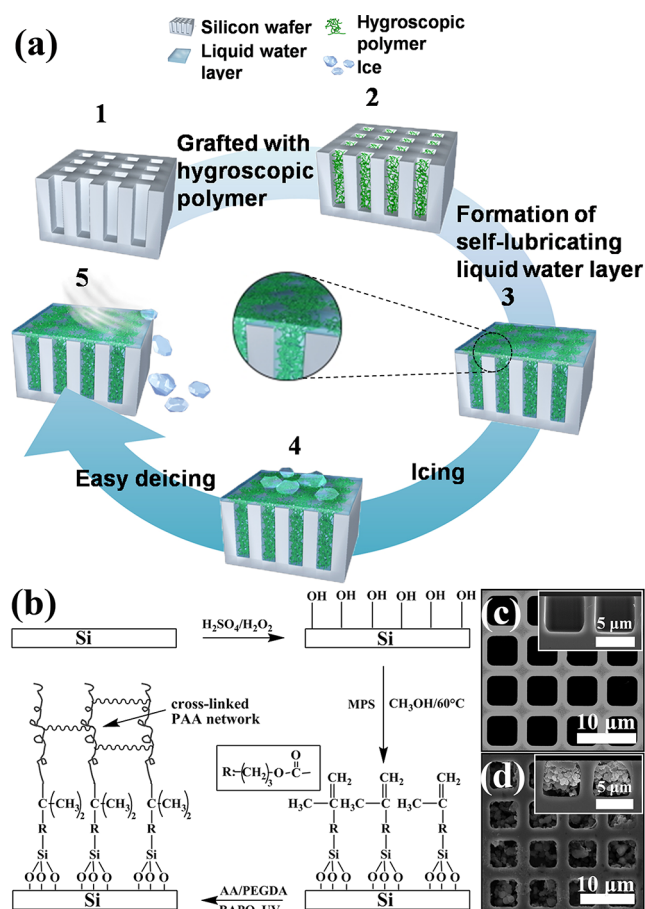 (a)
Silicon wafer
Liquid water
layer
Hygroscopic
polymer
Ice
1
Grafted with
hygroscopic
polymer
2
Formation of
self-lubricating
liquid water layer
3
Icing
4
Easy deicing
5
(b)
Si
H2SO4/H2O2
OH OH OH OH OH OH
Si
MPS CH3OH/60°C
cross-linked
PAA network
R: (CH2)3 O C
O
CH2 CH2 CH2
H3C C H3C C H3C C
R R R
Si Si Si
O O O O O O O O O
Si
AA/PEGDA
BAPO, UV
C (CH3)2 C (CH3)2 C (CH3)2
R R R
Si Si Si
O O O O O O O O O
Si
(c)
5 µm
10 µm
(d)
5 µm
10 µm